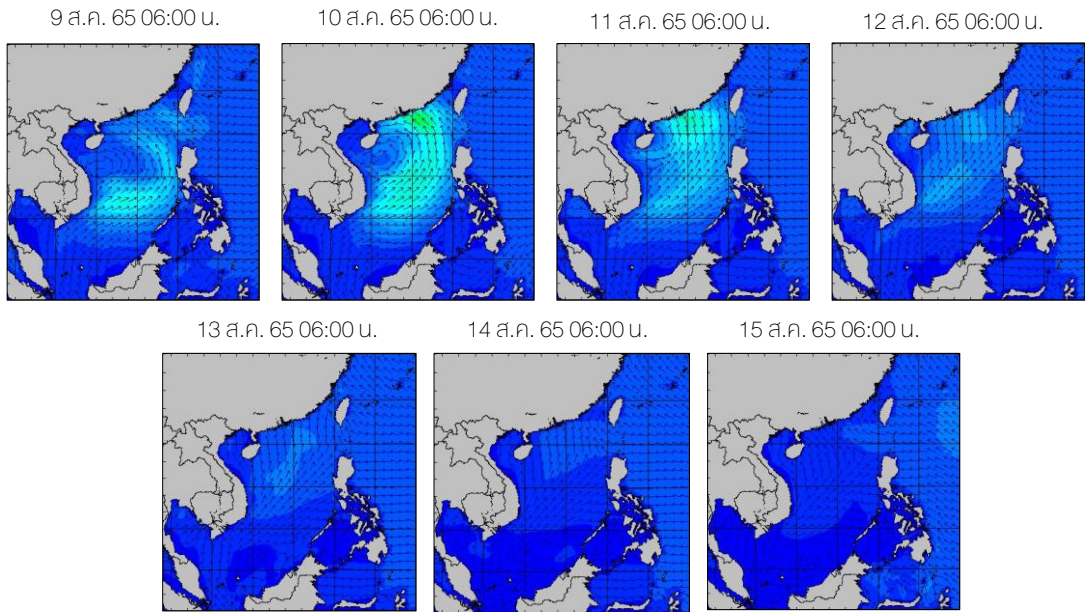 9 ส.ค. 65 06:00 น.
10 ส.ค. 65 06:00 น.
11 ส.ค. 65 06:00 น.
12 ส.ค. 65 06:00 น.
13 ส.ค. 65 06:00 น.
14 ส.ค. 65 06:00 น.
15 ส.ค. 65 06:00 น.